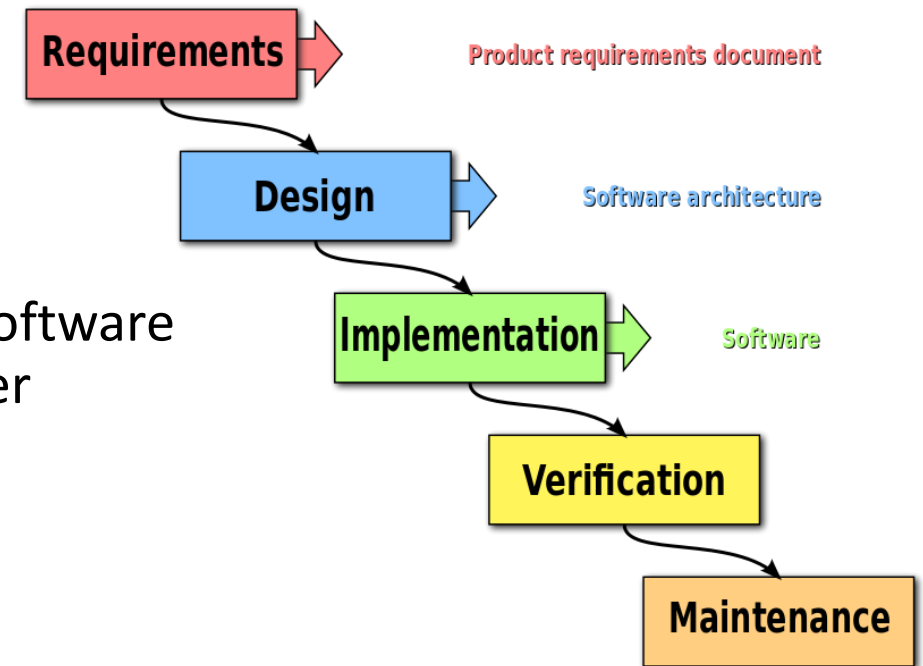 Requirements
Product requirements document
Design
Software architecture
oftware
er
Implementation
Software
Verification
Maintenance